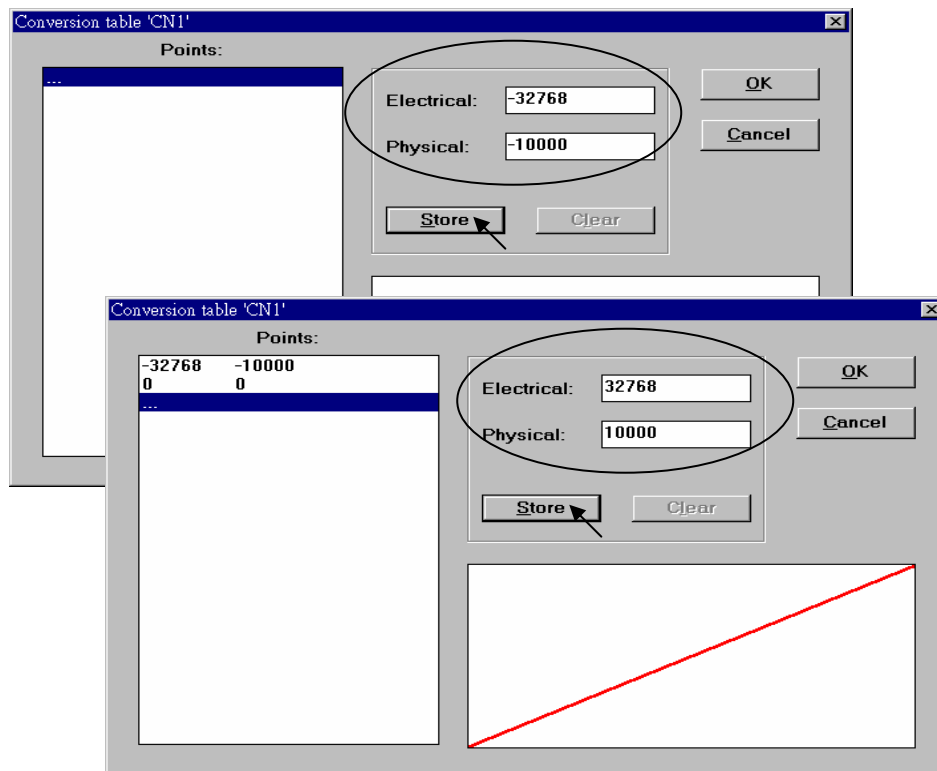 Conversion table 'CN1'
Points:
...
Electrical: -32768
Physical: -10000
OK
Cancel
Store
Clear
Conversion table 'CN1'
Points:
-32768 -10000
0 0
...
Electrical: 32768
Physical: 10000
OK
Cancel
Store
Clear